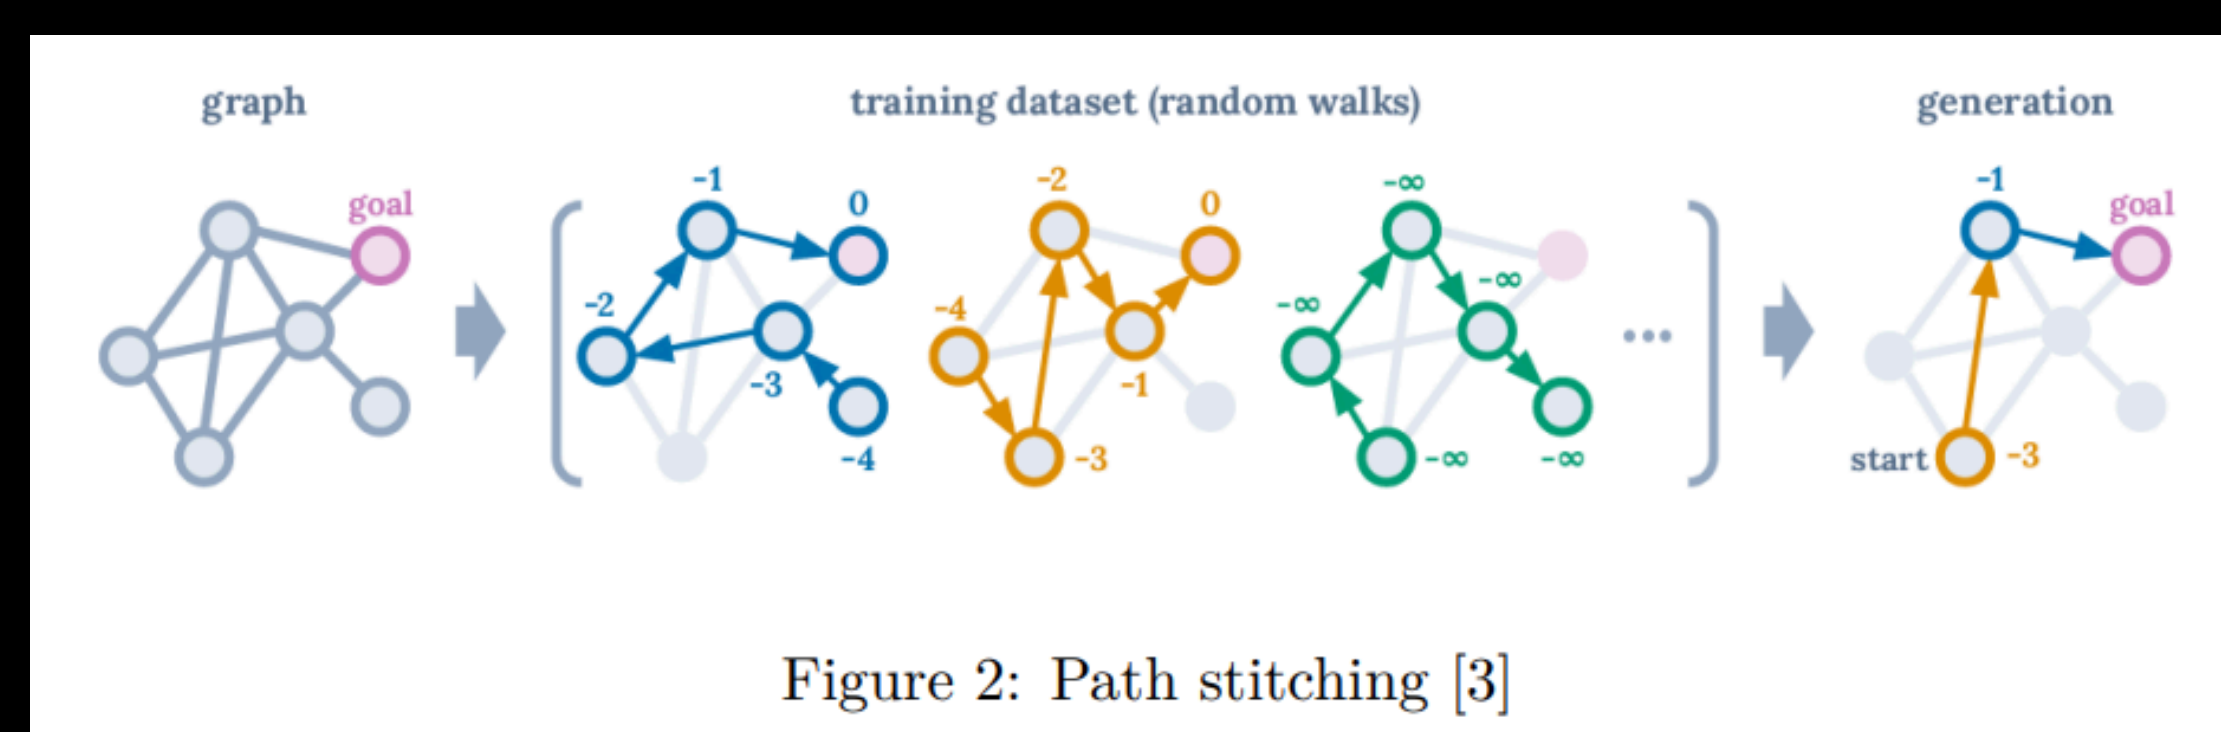 graph
training dataset (random walks)
generation
goal
-1
0
-2
-3
-4
-2
0
-4
-1
-3
-∞
-∞
-∞
-∞
-∞
...
-1
goal
start
-3
Figure 2: Path stitching [3]